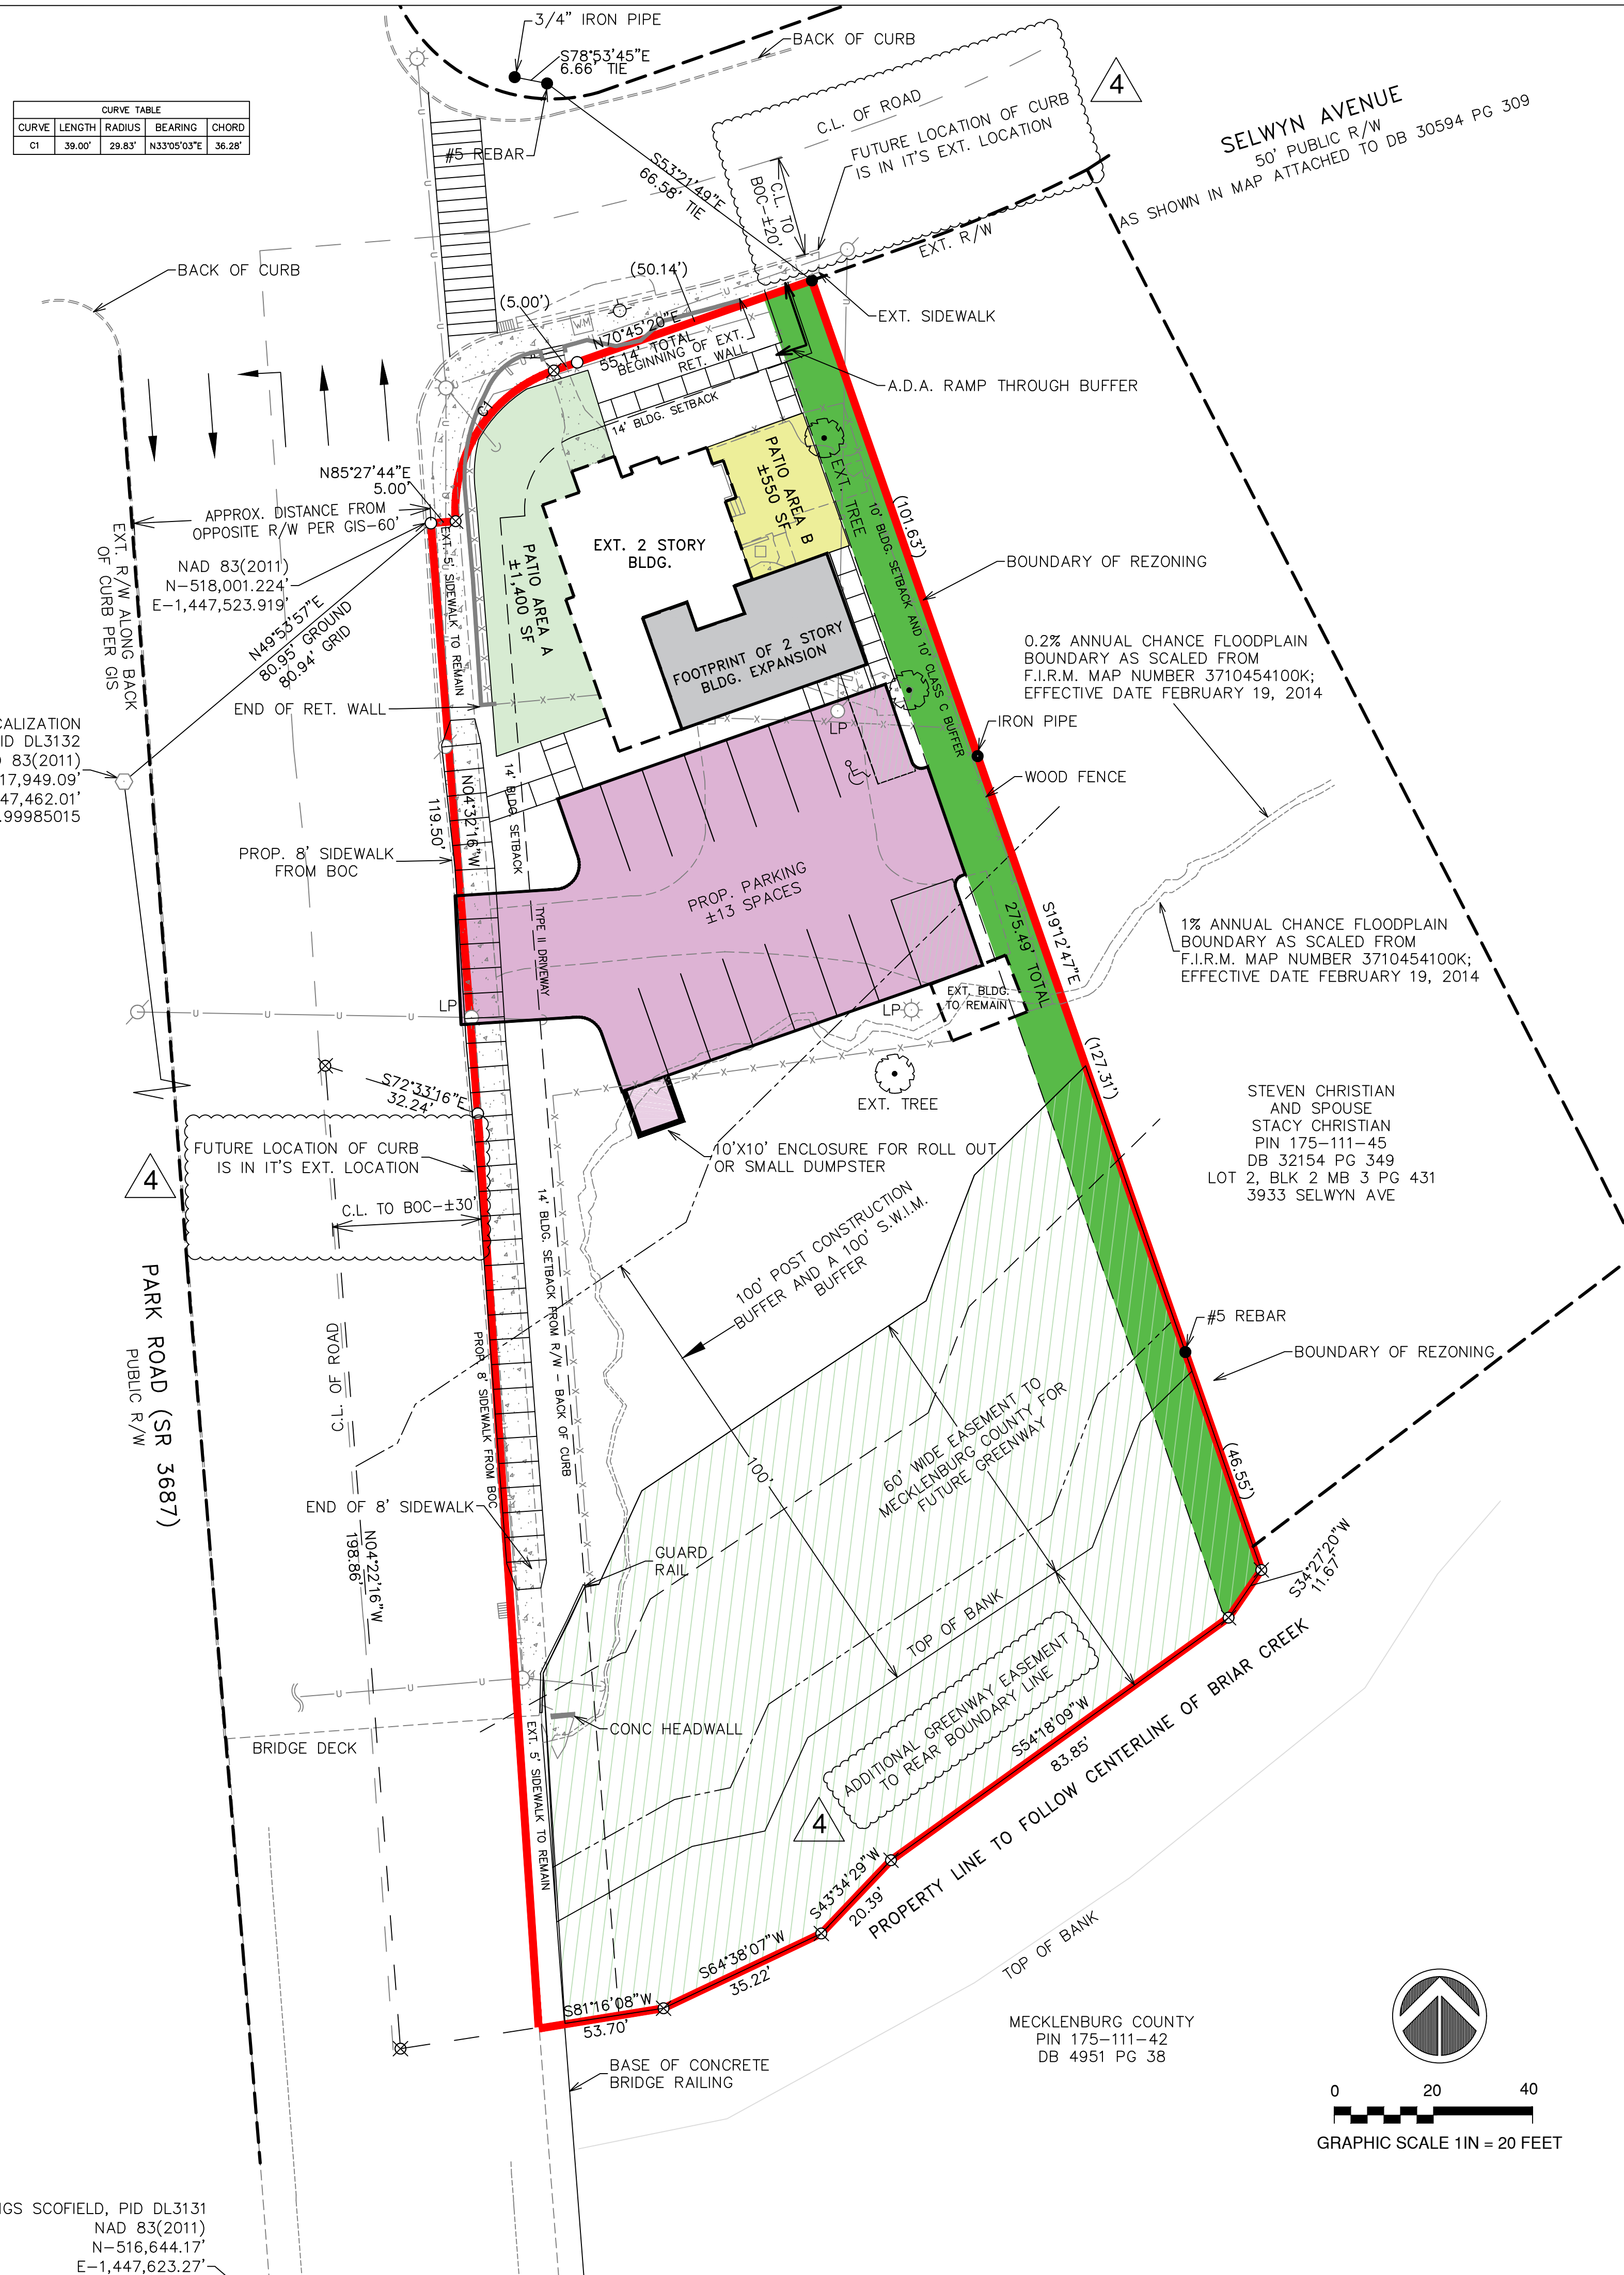 3/4" IRON PIPE
S78°53'45"E
6.66' TIE
BACK OF CURB
#5 REBAR
S53°21'49"E
66.58' TIE
C.L. OF ROAD
FUTURE LOCATION OF CURB
IS IN IT'S EXT. LOCATION
C.L. TO
BOC-±20'
4
SELWYN AVENUE
50' PUBLIC R/W
AS SHOWN IN MAP ATTACHED TO DB 30594 PG 309
EXT. R/W
CURVE TABLE
CURVE LENGTH RADIUS BEARING CHORD
C1 39.00' 29.83' N33°05'03"E 36.28'
BACK OF CURB
(50.14')
(5.00')
WM
N70°45'20"E
55.14' TOTAL
BEGINNING OF EXT.
RET. WALL
EXT. SIDEWALK
A.D.A. RAMP THROUGH BUFFER
14' BLDG. SETBACK
C1
N85°27'44"E
5.00'
APPROX. DISTANCE FROM
OPPOSITE R/W PER GIS-60'
EXT. R/W ALONG BACK
OF CURB PER GIS
NAD 83(2011)
N-518,001.224'
E-1,447,523.919'
N49°53'57"E
80.95' GROUND
80.94' GRID
EXT. 5' SIDEWALK TO REMAIN
PATIO AREA A
±1,400 SF
EXT. 2 STORY
BLDG.
PATIO AREA B
±550 SF
EXT. TREE
10' BLDG. SETBACK AND 10' CLASS C BUFFER
(101.63')
BOUNDARY OF REZONING
FOOTPRINT OF 2 STORY
BLDG. EXPANSION
0.2% ANNUAL CHANCE FLOODPLAIN
BOUNDARY AS SCALED FROM
F.I.R.M. MAP NUMBER 3710454100K;
EFFECTIVE DATE FEBRUARY 19, 2014
END OF RET. WALL
CALIZATION
ID DL3132
83(2011)
17,949.09'
47,462.01'
.99985015
LP
IRON PIPE
WOOD FENCE
N04°32'16"W
119.50'
14' BLDG. SETBACK
PROP. 8' SIDEWALK
FROM BOC
PROP. PARKING
±13 SPACES
TYPE II DRIVEWAY
S19°12'47"E
275.49' TOTAL
1% ANNUAL CHANCE FLOODPLAIN
BOUNDARY AS SCALED FROM
F.I.R.M. MAP NUMBER 3710454100K;
EFFECTIVE DATE FEBRUARY 19, 2014
EXT. BLDG.
TO REMAIN
LP
LP
(127.31')
S72°33'16"E
32.24'
EXT. TREE
STEVEN CHRISTIAN
AND SPOUSE
STACY CHRISTIAN
PIN 175-111-45
DB 32154 PG 349
LOT 2, BLK 2 MB 3 PG 431
3933 SELWYN AVE
FUTURE LOCATION OF CURB
IS IN IT'S EXT. LOCATION
4
C.L. TO BOC-±30'
10'X10' ENCLOSURE FOR ROLL OUT
OR SMALL DUMPSTER
14' BLDG. SETBACK FROM R/W - BACK OF CURB
100' POST CONSTRUCTION
BUFFER AND A 100' S.W.I.M.
BUFFER
PARK ROAD (SR 3687)
PUBLIC R/W
C.L. OF ROAD
PROP. 8' SIDEWALK FROM BOC
#5 REBAR
BOUNDARY OF REZONING
60' WIDE EASEMENT TO
MECKLENBURG COUNTY FOR
FUTURE GREENWAY
100'
(46.55')
END OF 8' SIDEWALK
N04°22'16"W
198.86'
GUARD
RAIL
S34°27'20"W
11.67'
TOP OF BANK
ADDITIONAL GREENWAY EASEMENT
TO REAR BOUNDARY LINE
4
S54°18'09"W
83.85'
PROPERTY LINE TO FOLLOW CENTERLINE OF BRIAR CREEK
CONC HEADWALL
BRIDGE DECK
EXT. 5' SIDEWALK TO REMAIN
S43°34'29"W
20.39'
S64°38'07"W
35.22'
S81°16'08"W
53.70'
TOP OF BANK
MECKLENBURG COUNTY
PIN 175-111-42
DB 4951 PG 38
BASE OF CONCRETE
BRIDGE RAILING
0 20 40
GRAPHIC SCALE 1IN = 20 FEET
NGS SCOFIELD, PID DL3131
NAD 83(2011)
N-516,644.17'
E-1,447,623.27'